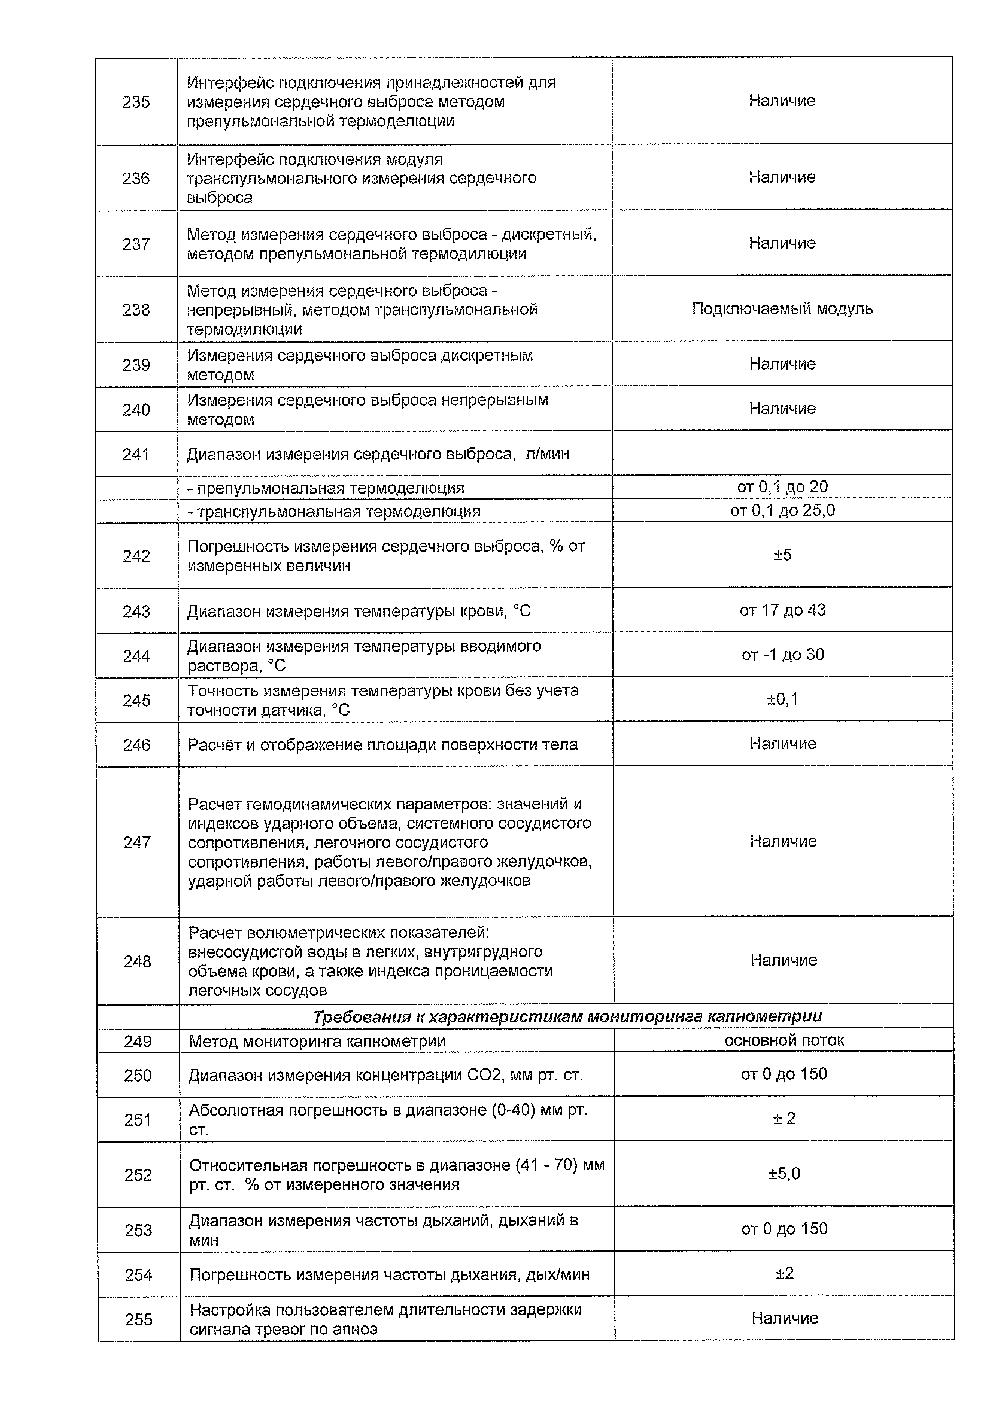 235
Интерфейс подключения принадлежностей для
измерения сердечного выброса методом
препульмональной термоделюции
Наличие
236
Интерфейс подключения модуля
транспульмонального измерения сердечного
выброса
Наличие
237
Метод измерения сердечного выброса - дискретный,
методом препульмональной термодилюции
Наличие
238
Метод измерения сердечного выброса -
непрерывный, методом транспульмональной
термодилюции
Подключаемый модуль
239
Измерения сердечного выброса дискретным
методом
Наличие
240
Измерения сердечного выброса непрерывным
методом
Наличие
241
Диапазон измерения сердечного выброса, л/мин
- препульмональная термоделюция
от 0,1 до 20
- транспульмональная термоделюция
от 0,1 до 25,0
242
Погрешность измерения сердечного выброса, % от
измеренных величин
±5
243
Диапазон измерения температуры крови, °С
от 17 до 43
244
Диапазон измерения температуры вводимого
раствора, °С
от -1 до 30
245
Точность измерения температуры крови без учета
точности датчика, °С
±0,1
246
Расчёт и отображение площади поверхности тела
Наличие
247
Расчет гемодинамических параметров: значений и
индексов ударного объема, системного сосудистого
сопротивления, легочного сосудистого
сопротивления, работы левого/правого желудочков,
ударной работы левого/правого желудочков
Наличие
248
Расчет волюметрических показателей:
внесосудистой воды в легких, внутригрудного
объема крови, а также индекса проницаемости
легочных сосудов
Наличие
Требования к характеристикам мониторинга капнометрии
249
Метод мониторинга капнометрии
основной поток
250
Диапазон измерения концентрации СО2, мм рт. ст.
от 0 до 150
251
Абсолютная погрешность в диапазоне (0-40) мм рт.
ст.
± 2
252
Относительная погрешность в диапазоне (41 - 70) мм
рт. ст. % от измеренного значения
±5,0
253
Диапазон измерения частоты дыханий, дыханий в
мин
от 0 до 150
254
Погрешность измерения частоты дыхания, дых/мин
±2
255
Настройка пользователем длительности задержки
сигнала тревог по апноэ
Наличие